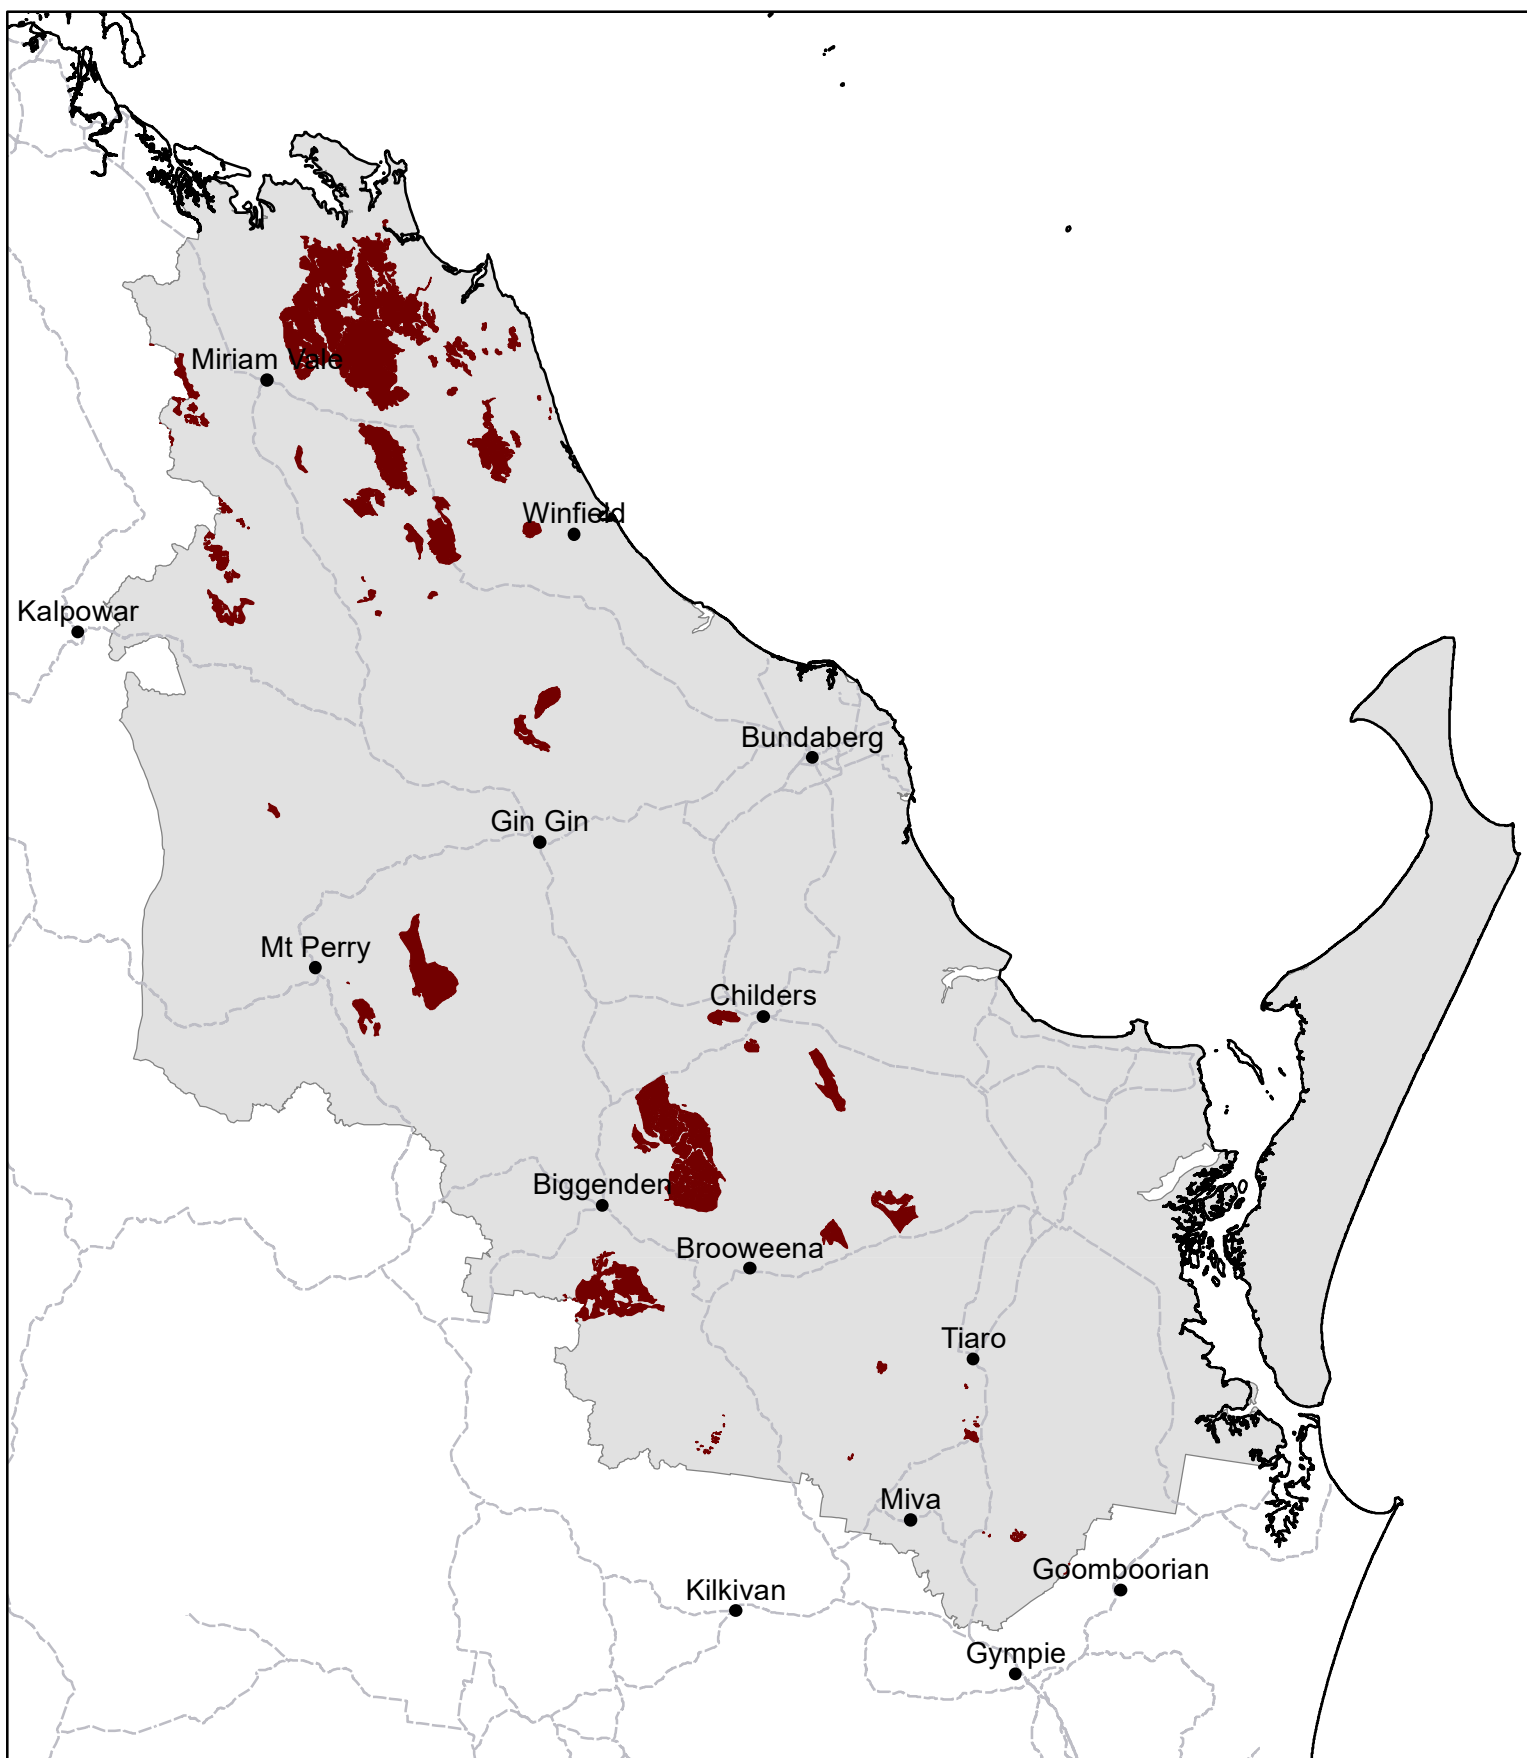 Miriam Vale
Winfield
Kalpowar
Bundaberg
Gin Gin
Mt Perry
Childers
Biggenden
Brooweena
Tiaro
Miva
Goomboorian
Kilkivan
Gympie